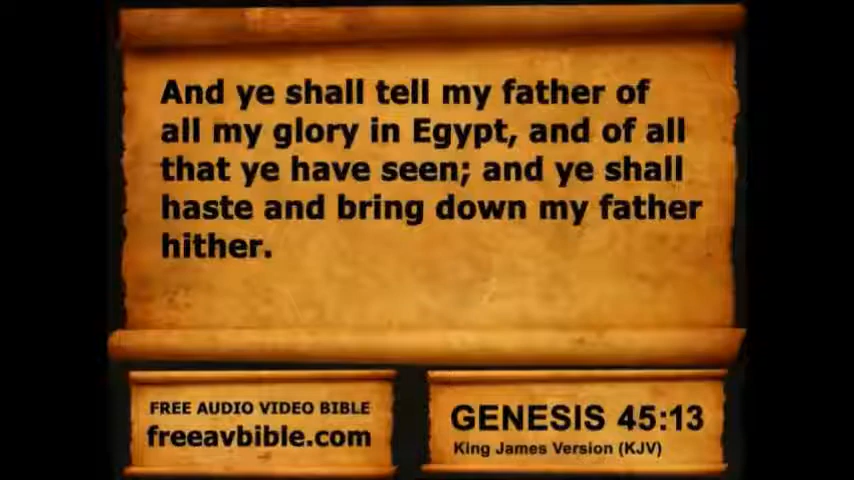 And ye shall tell my father of
all my glory in Egypt, and of all
that ye have seen; and ye shall
haste and bring down my father
hither.
FREE AUDIO VIDEO BIBLE
freeavbible.com
GENESIS 45:13
King James Version (KJV)